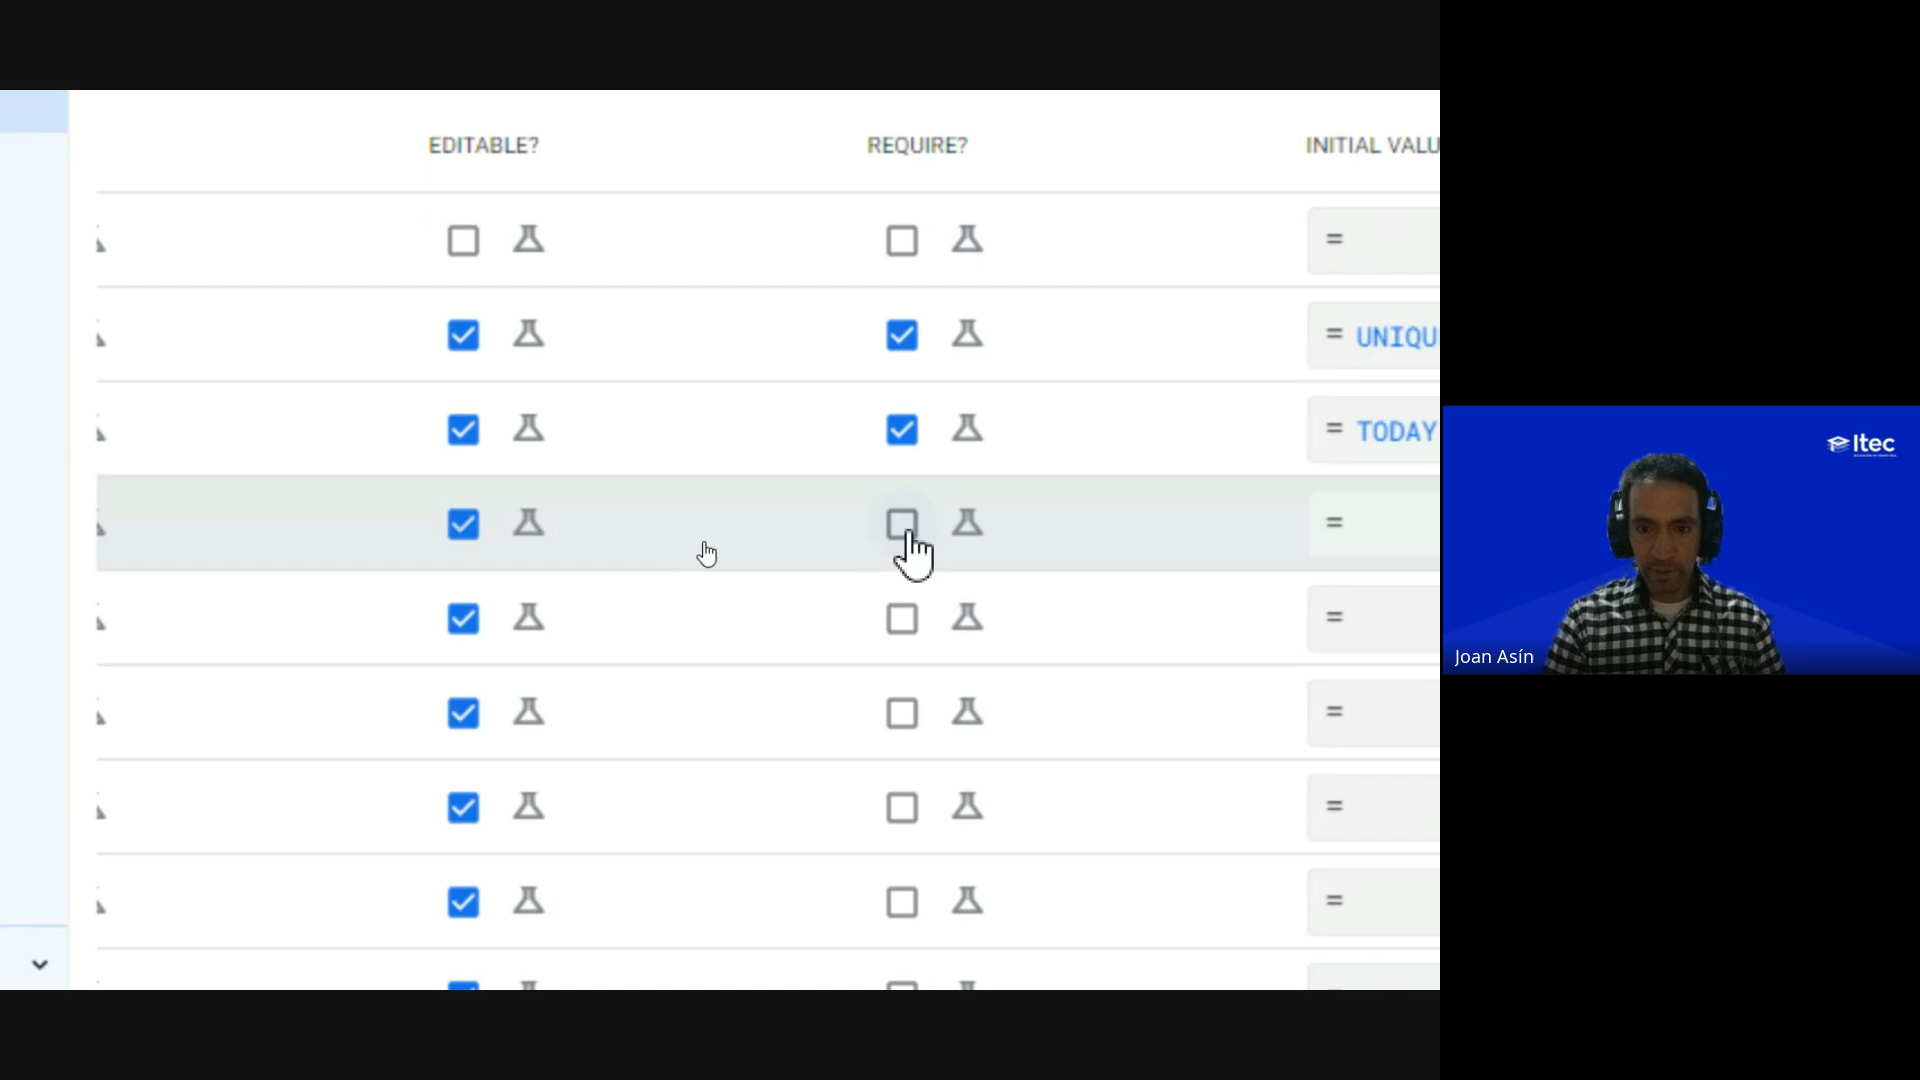 EDITABLE?
REQUIRE?
INITIAL VALU
=
= UNIQU
= TODAY
=
=
=
=
=
Itec
Joan Asín